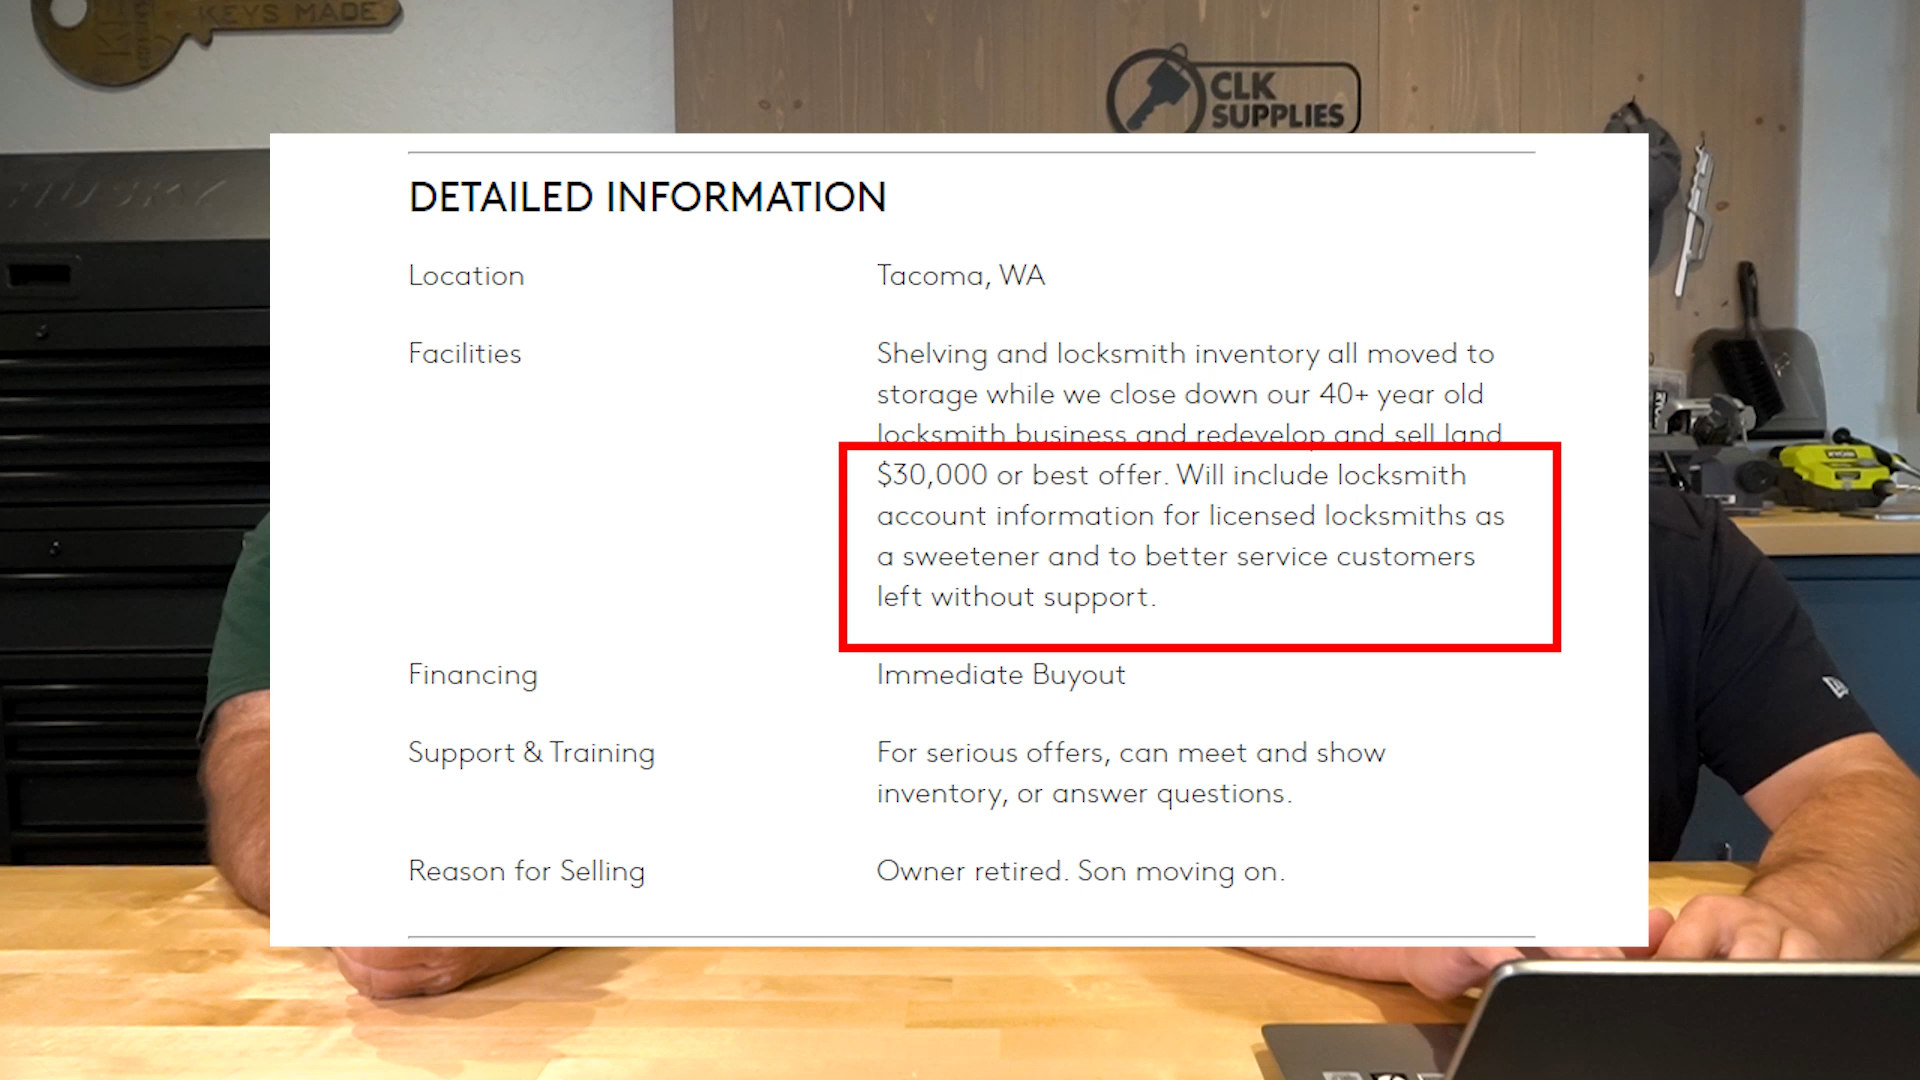 KEYS MADE
CLK
SUPPLIES
HUSKY
DETAILED INFORMATION
Location
Tacoma, WA
Facilities
Shelving and locksmith inventory all moved to
storage while we close down our 40+ year old
locksmith business and redevelop and sell land
$30,000 or best offer. Will include locksmith
account information for licensed locksmiths as
a sweetener and to better service customers
left without support.
Financing
Immediate Buyout
Support & Training
For serious offers, can meet and show
inventory, or answer questions.
Reason for Selling
Owner retired. Son moving on.
RYOBI